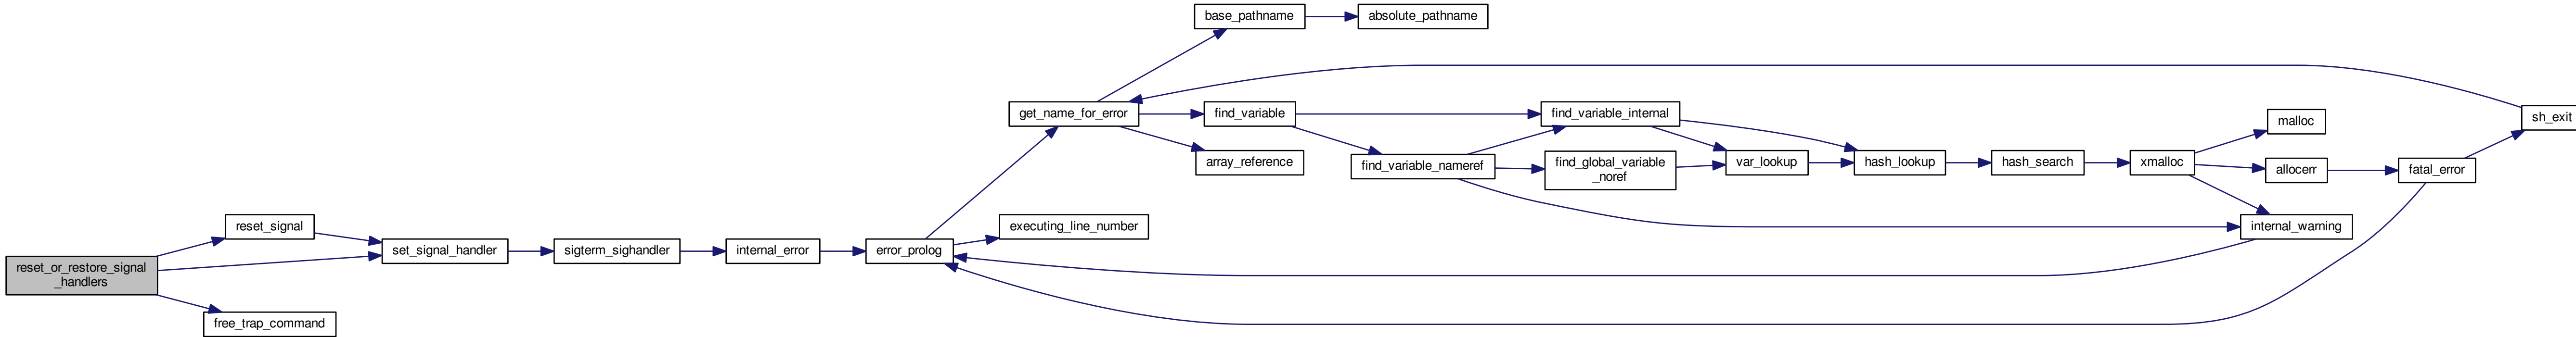 base_pathname
absolute_pathname
get_name_for_error
find_variable
find_variable_internal
malloc
sh_exit
array_reference
find_variable_nameref
find_global_variable
_noref
var_lookup
hash_lookup
hash_search
xmalloc
allocerr
fatal_error
reset_signal
executing_line_number
internal_warning
reset_or_restore_signal
_handlers
set_signal_handler
sigterm_sighandler
internal_error
error_prolog
free_trap_command